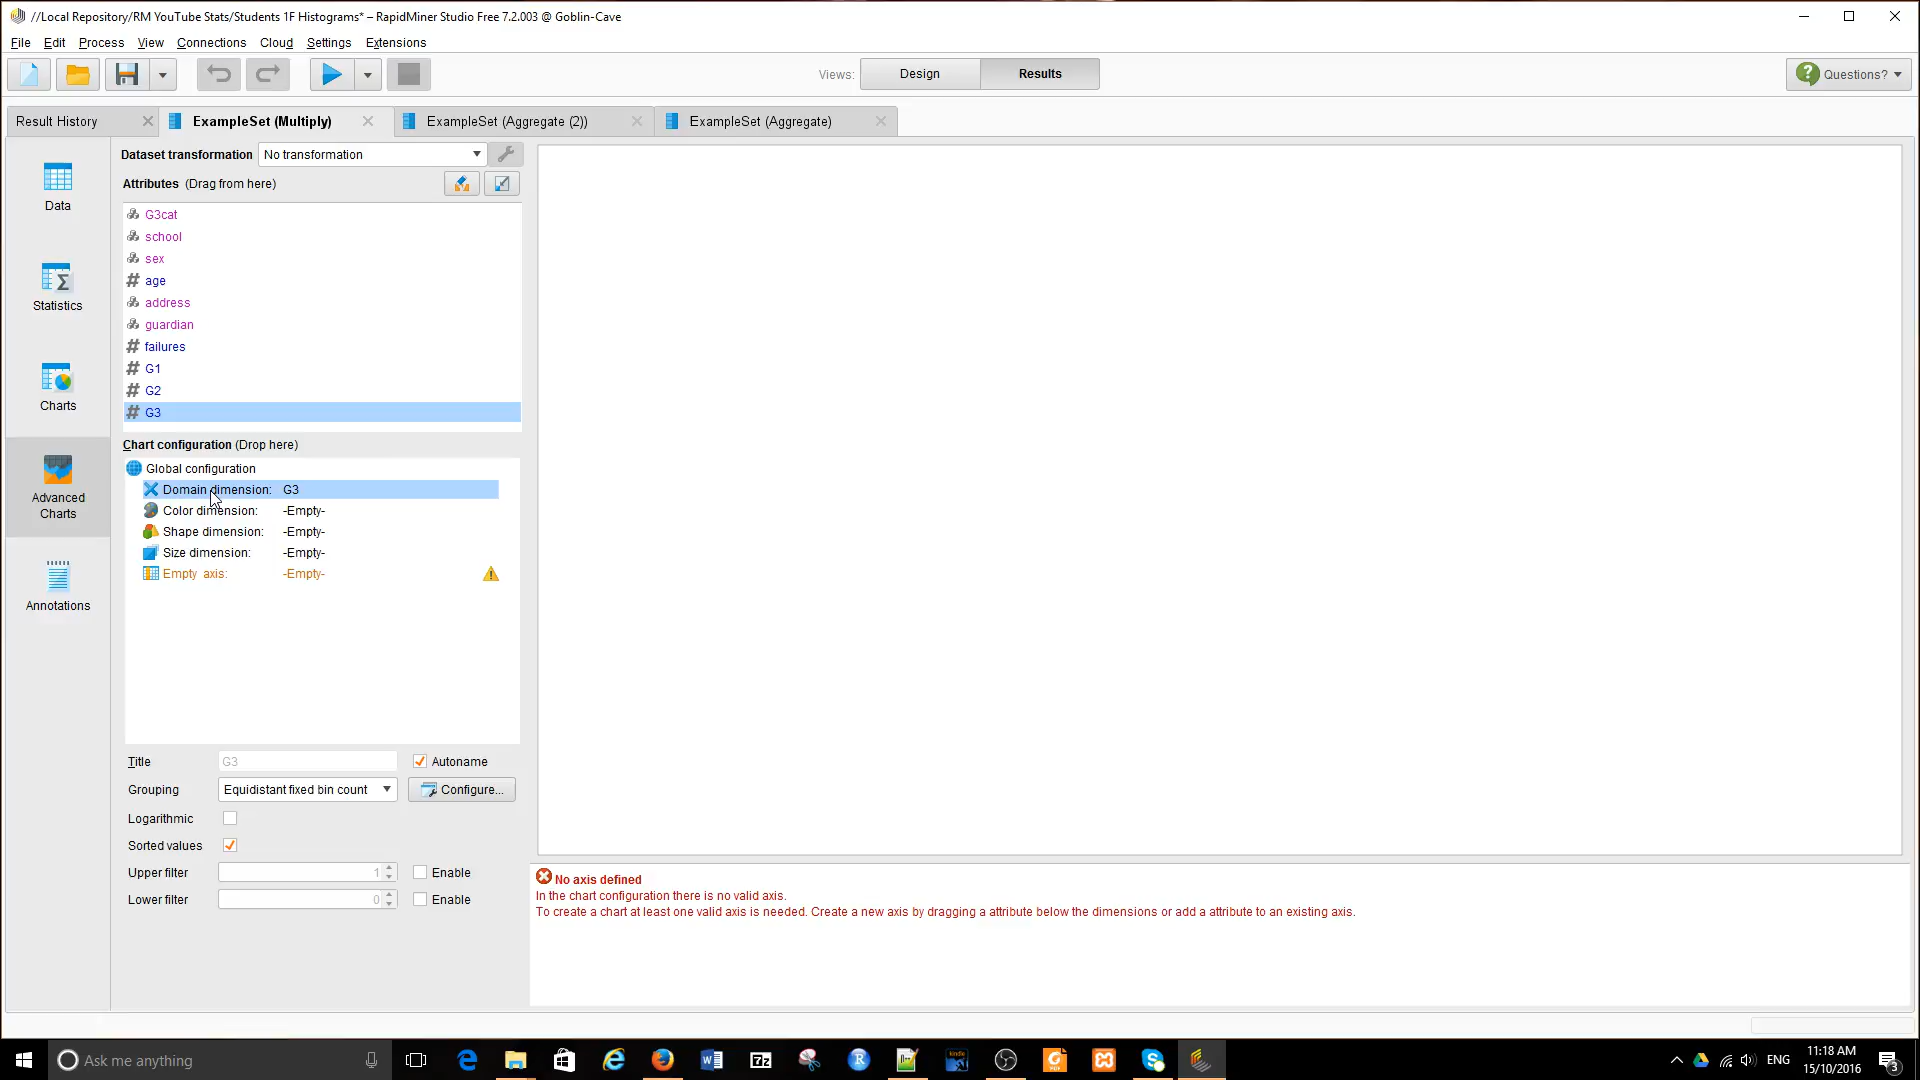 //Local Repository/RM YouTube Stats/Students 1F Histograms* – RapidMiner Studio Free 7.2.003 @ Goblin-Cave
File Edit Process View Connections Cloud Settings Extensions
Views: Design Results Questions?
Result History ExampleSet (Multiply) ExampleSet (Aggregate (2)) ExampleSet (Aggregate)
Dataset transformation No transformation
Attributes (Drag from here)
Data
Statistics
Charts
Advanced
Charts
Annotations
G3cat
school
sex
# age
address
guardian
# failures
# G1
# G2
# G3
Chart configuration (Drop here)
Global configuration
Domain dimension: G3
Color dimension: -Empty-
Shape dimension: -Empty-
Size dimension: -Empty-
Empty axis: -Empty-
Title G3 Autoname
Grouping Equidistant fixed bin count Configure...
Logarithmic
Sorted values
Upper filter 1 Enable
Lower filter 0 Enable
No axis defined
In the chart configuration there is no valid axis.
To create a chart at least one valid axis is needed. Create a new axis by dragging a attribute below the dimensions or add a attribute to an existing axis.
Ask me anything
7z
kindle
ENG
11:18 AM
15/10/2016
3